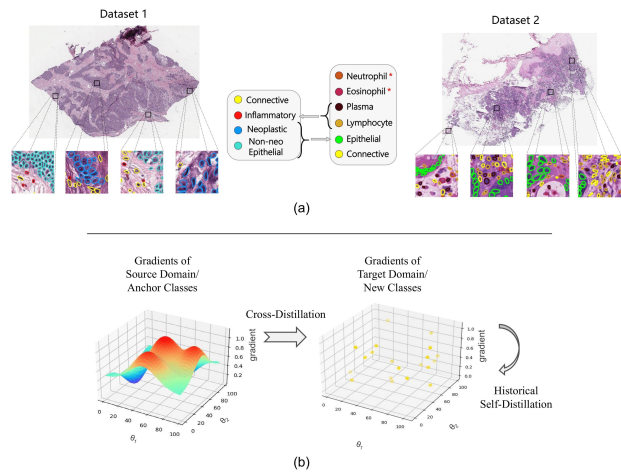 Dataset 1
Dataset 2
Connective
Inflammatory
Neoplastic
Non-neo
Epithelial
Neutrophil *
Eosinophil *
Plasma
Lymphocyte
Epithelial
Connective
(a)
Gradients of
Source Domain/
Anchor Classes
Cross-Distillation
Gradients of
Target Domain/
New Classes
Historical
Self-Distillation
1.0
0.8
0.6
0.4
0.2
gradient
0
20
40
60
80
100
θ₁
0
20
40
60
80
100
θ₂
1.0
0.8
0.6
0.4
0.2
0.0
gradient
0
20
40
60
80
100
θ₁
0
20
40
60
80
100
θ₂
(b)